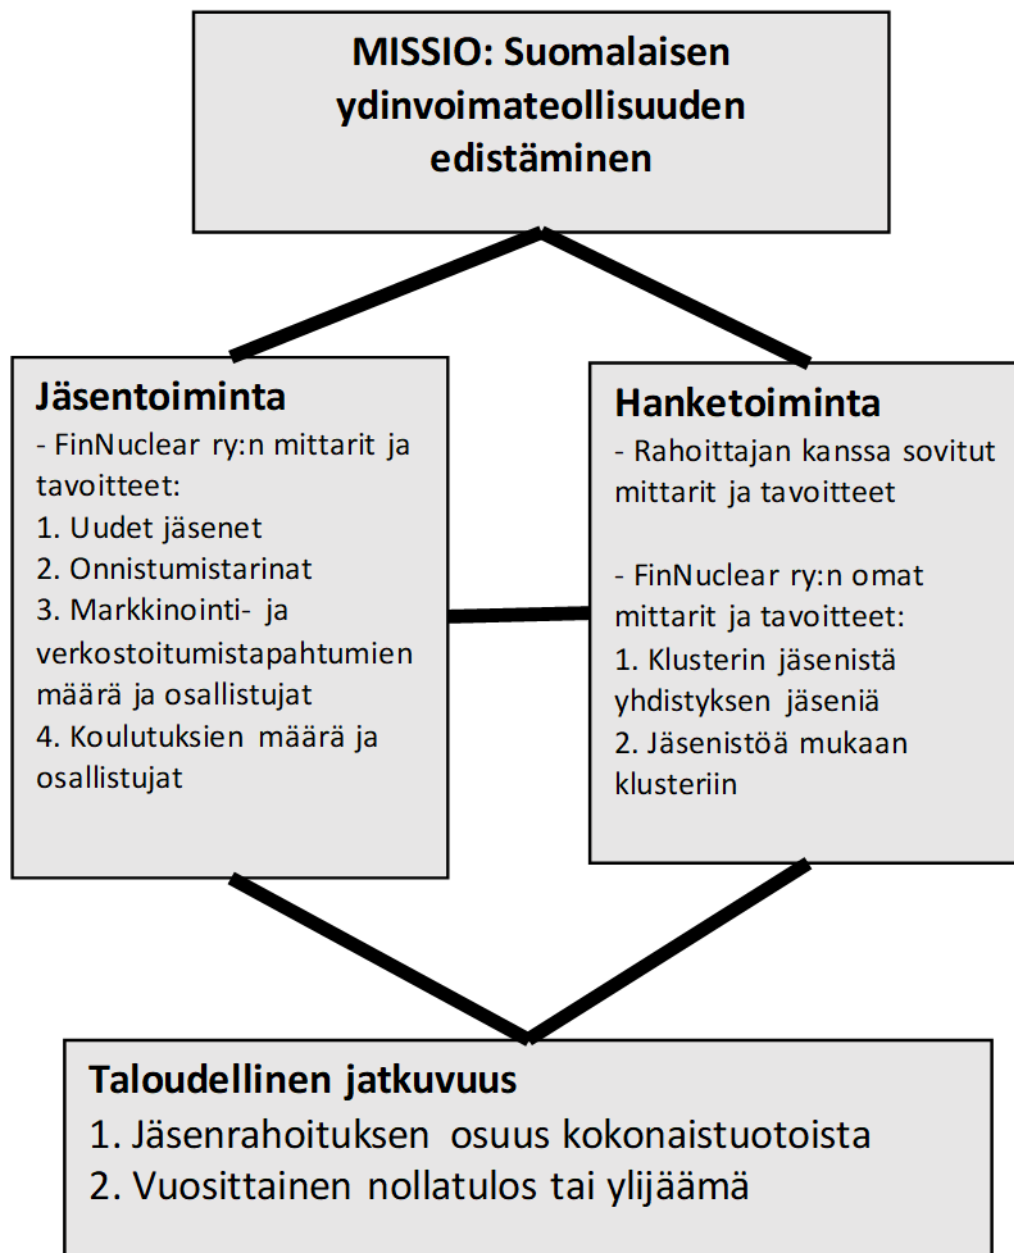 MISSIO: Suomalaisen
ydinvoimateollisuuden
edistäminen
Jäsentoiminta
- FinNuclear ry:n mittarit ja
tavoitteet:
1. Uudet jäsenet
2. Onnistumistarinat
3. Markkinointi- ja
verkostoitumistapahtumien
määrä ja osallistujat
4. Koulutuksien määrä ja
osallistujat
Hanketoiminta
- Rahoittajan kanssa sovitut
mittarit ja tavoitteet
- FinNuclear ry:n omat
mittarit ja tavoitteet:
1. Klusterin jäsenistä
yhdistyksen jäseniä
2. Jäsenistöä mukaan
klusteriin
Taloudellinen jatkuvuus
1. Jäsenrahoituksen osuus kokonaistuotoista
2. Vuosittainen nollatulos tai ylijäämä